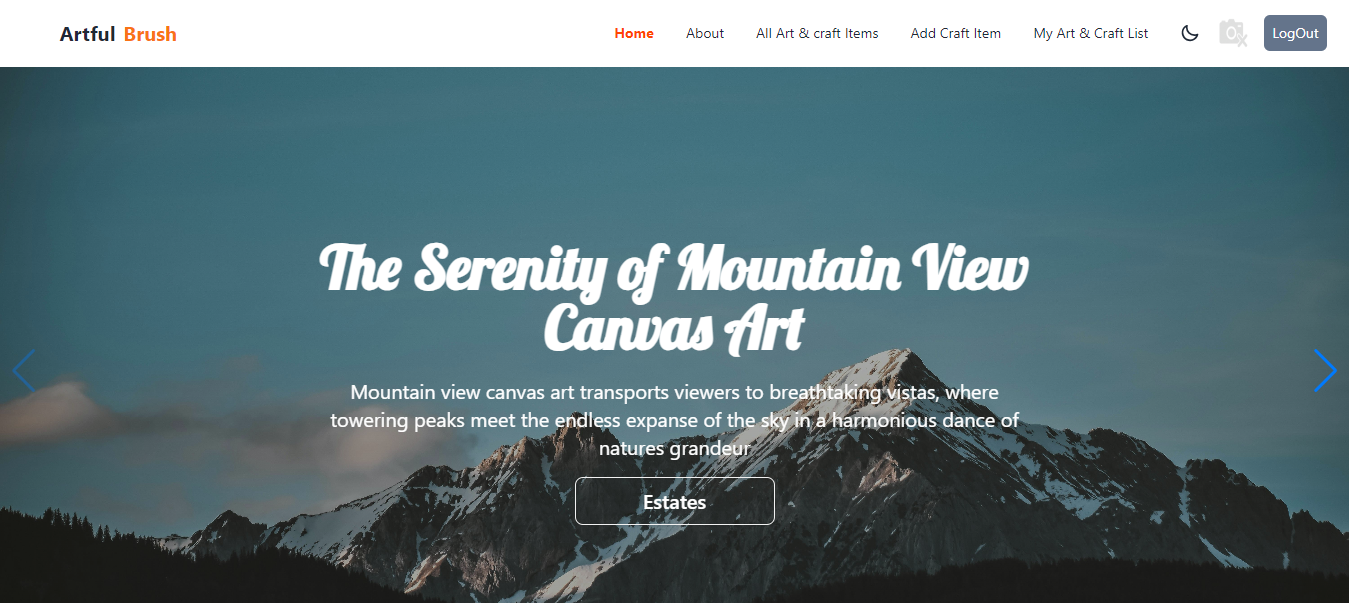 Artful Brush
Home About All Art & craft Items Add Craft Item My Art & Craft List LogOut
The Serenity of Mountain View
Canvas Art
Mountain view canvas art transports viewers to breathtaking vistas, where
towering peaks meet the endless expanse of the sky in a harmonious dance of
natures grandeur
Estates